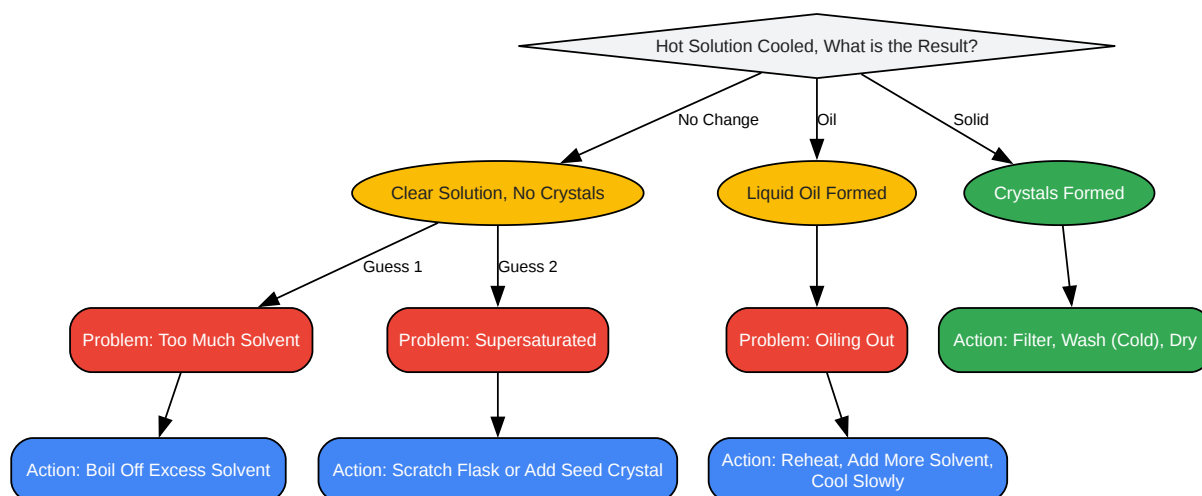 Hot Solution Cooled, What is the Result?
No Change
Oil
Solid
Clear Solution, No Crystals
Liquid Oil Formed
Crystals Formed
Guess 1
Guess 2
Problem: Too Much Solvent
Problem: Supersaturated
Problem: Oiling Out
Action: Filter, Wash (Cold), Dry
Action: Boil Off Excess Solvent
Action: Scratch Flask or Add Seed Crystal
Action: Reheat, Add More Solvent,
Cool Slowly